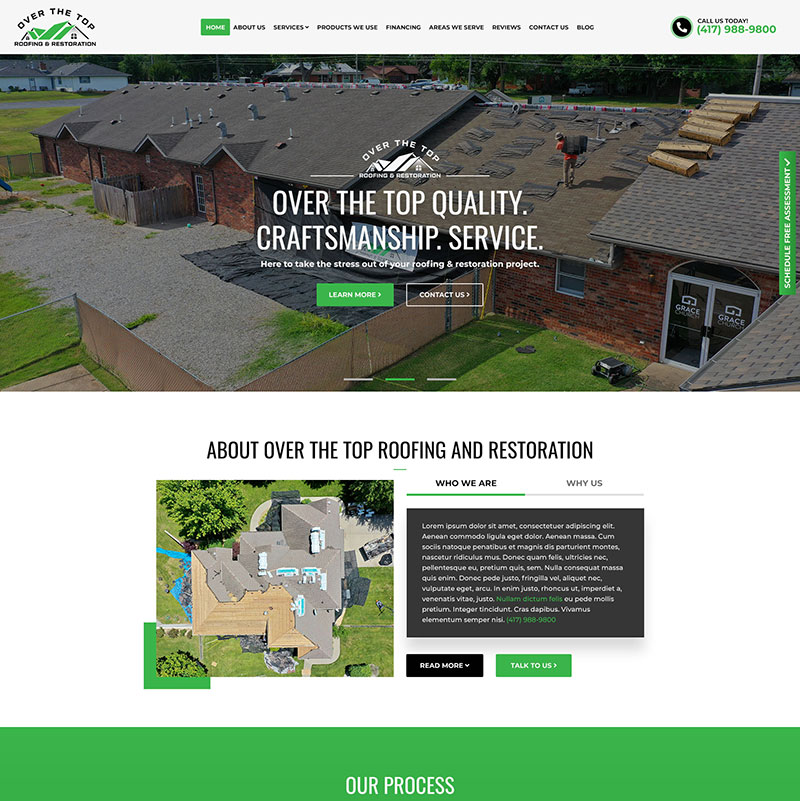 OVER THE TOP
ROOFING & RESTORATION
HOME ABOUT US SERVICES PRODUCTS WE USE FINANCING AREAS WE SERVE REVIEWS CONTACT US BLOG
CALL US TODAY!
(417) 988-9800
OVER THE TOP
ROOFING & RESTORATION
OVER THE TOP QUALITY.
CRAFTSMANSHIP. SERVICE.
Here to take the stress out of your roofing & restoration project.
LEARN MORE CONTACT US
SCHEDULE FREE ASSESSMENT
GRACE
CHURCH
GRACE
CHURCH
ABOUT OVER THE TOP ROOFING AND RESTORATION
WHO WE ARE WHY US
Lorem ipsum dolor sit amet, consectetuer adipiscing elit.
Aenean commodo ligula eget dolor. Aenean massa. Cum
sociis natoque penatibus et magnis dis parturient montes,
nascetur ridiculus mus. Donec quam felis, ultricies nec,
pellentesque eu, pretium quis, sem. Nulla consequat massa
quis enim. Donec pede justo, fringilla vel, aliquet nec,
vulputate eget, arcu. In enim justo, rhoncus ut, imperdiet a,
venenatis vitae, justo. Nullam dictum felis eu pede mollis
pretium. Integer tincidunt. Cras dapibus. Vivamus
elementum semper nisi. (417) 988-9800
READ MORE TALK TO US
OUR PROCESS